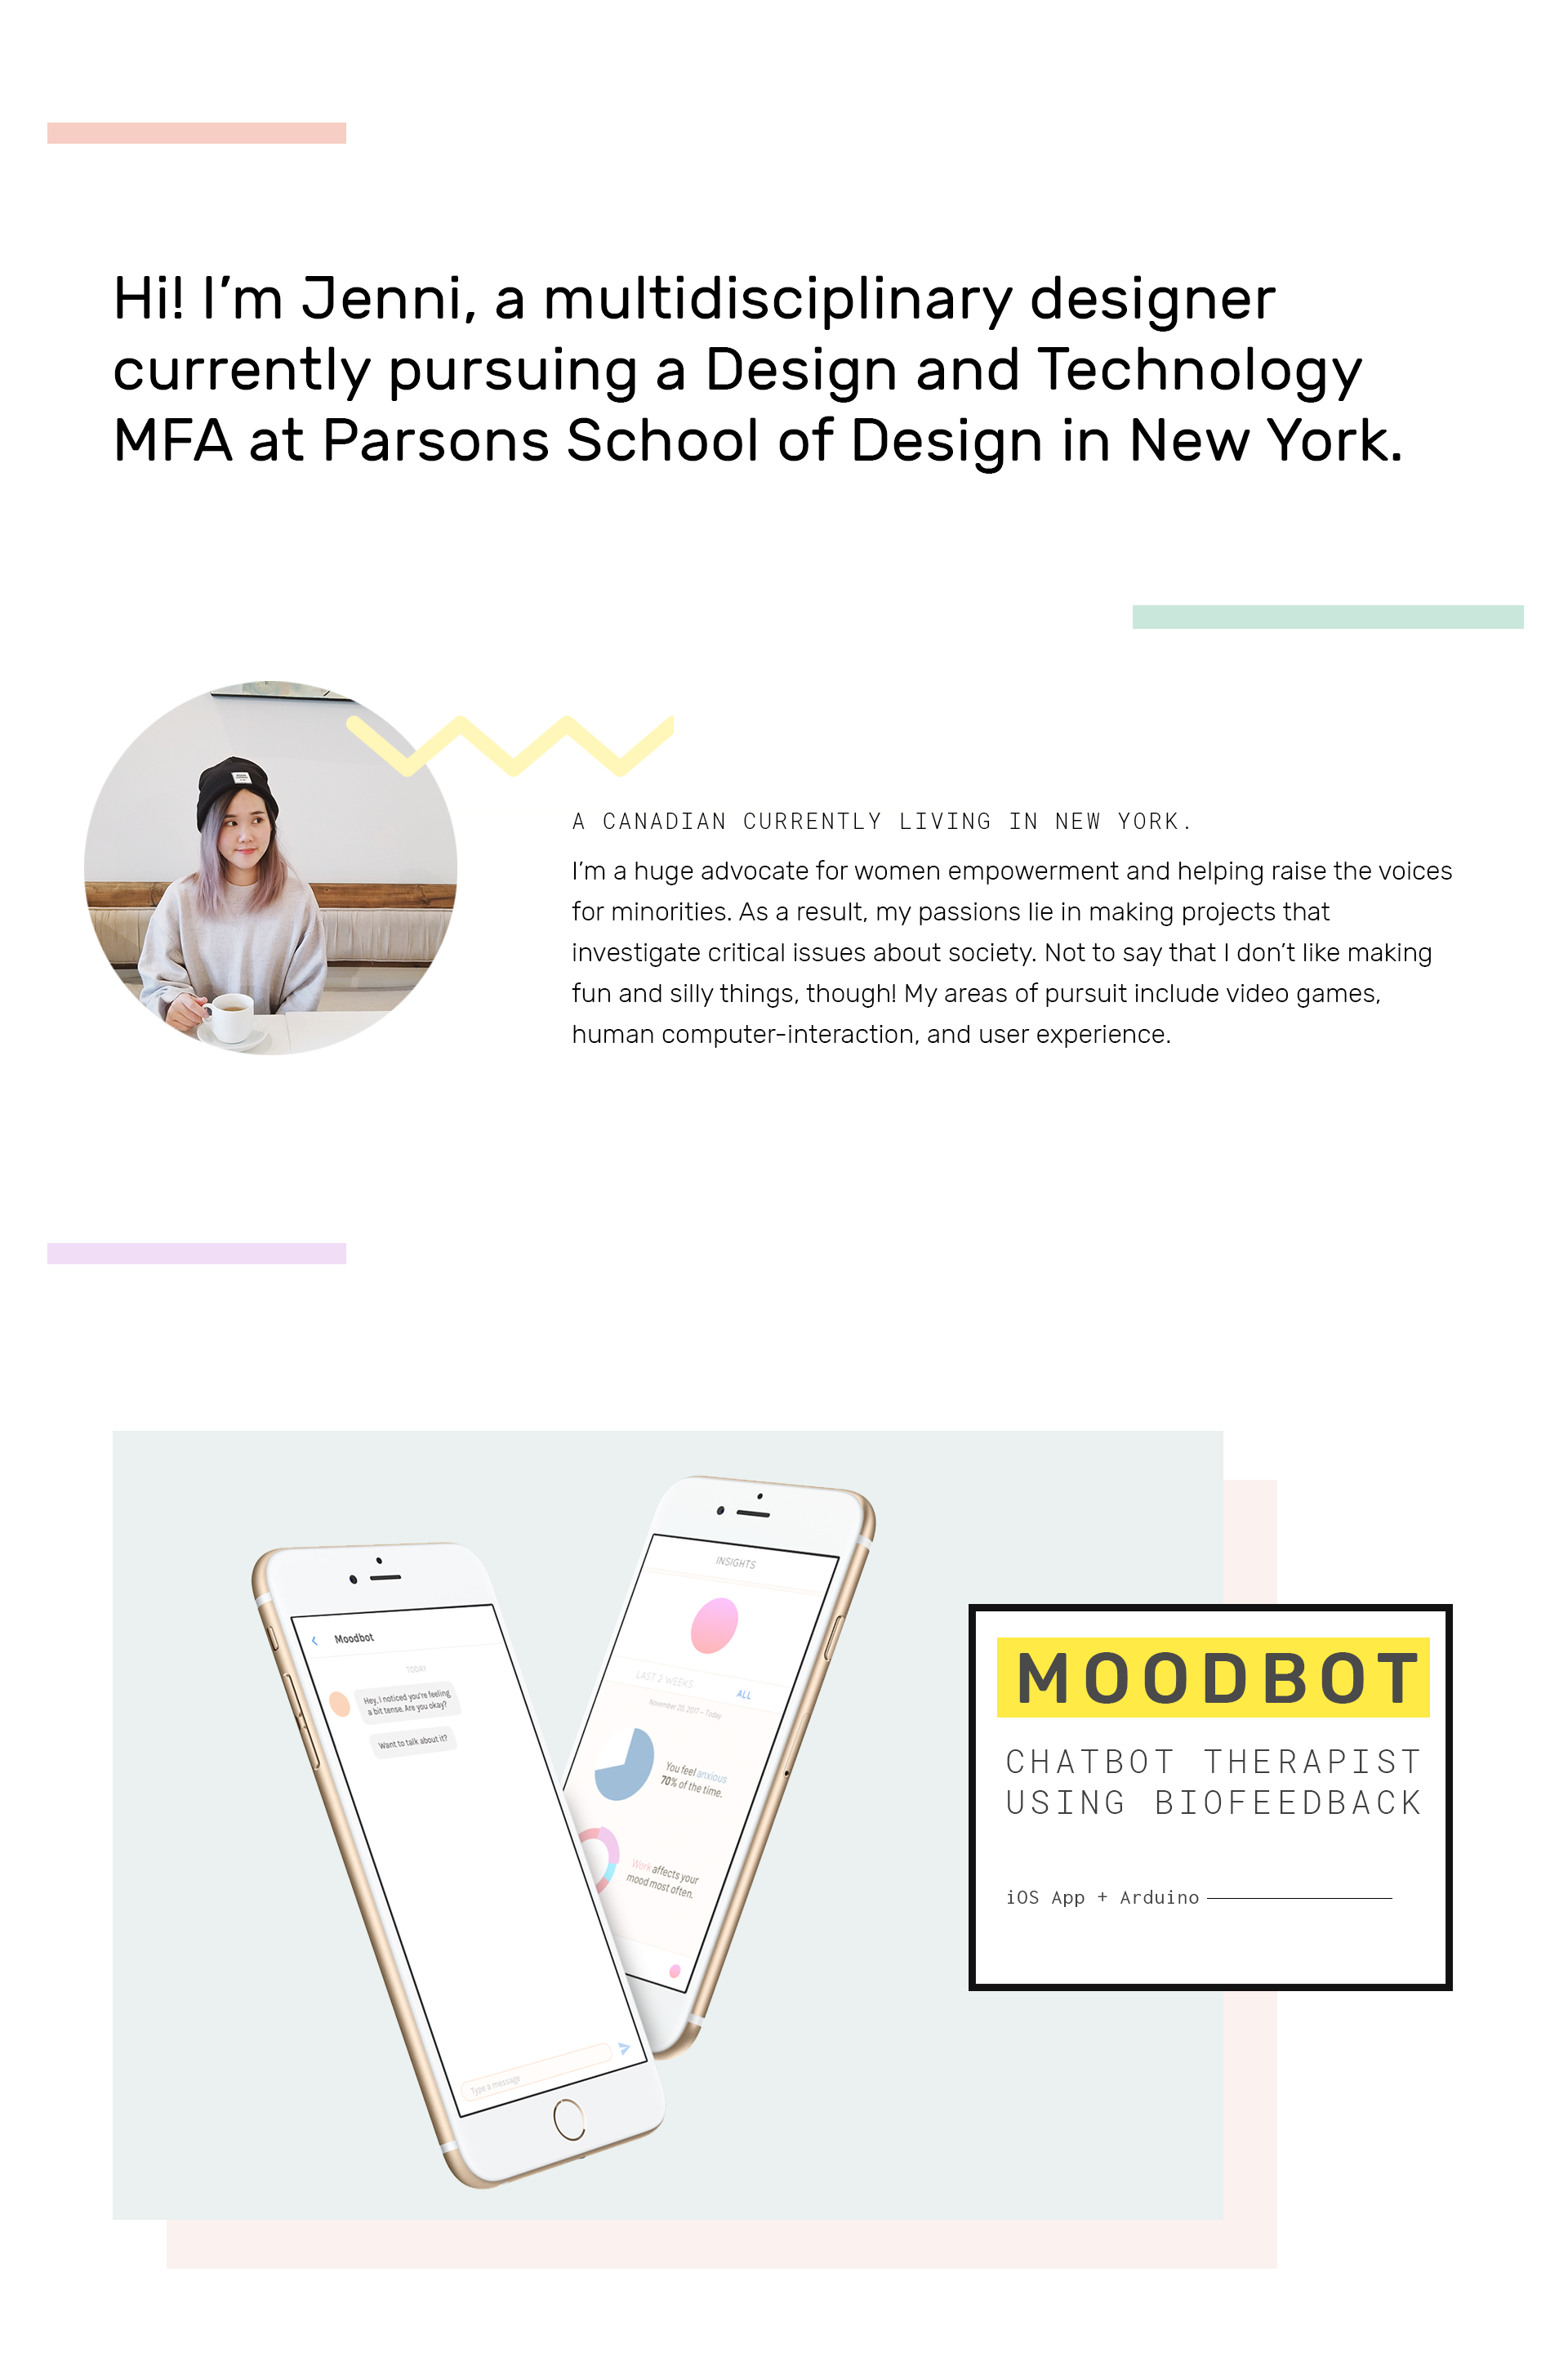 Hi! I’m Jenni, a multidisciplinary designer
currently pursuing a Design and Technology
MFA at Parsons School of Design in New York.
A CANADIAN CURRENTLY LIVING IN NEW YORK.
I’m a huge advocate for women empowerment and helping raise the voices
for minorities. As a result, my passions lie in making projects that
investigate critical issues about society. Not to say that I don’t like making
fun and silly things, though! My areas of pursuit include video games,
human computer-interaction, and user experience.
Moodbot
TODAY
Hey, I noticed you're feeling
a bit tense. Are you okay?
Want to talk about it?
Type a message
INSIGHTS
LAST 2 WEEKS
ALL
November 20, 2017 – Today
You feel anxious
70% of the time.
Work affects your
mood most often.
MOODBOT
CHATBOT THERAPIST
USING BIOFEEDBACK
iOS App + Arduino